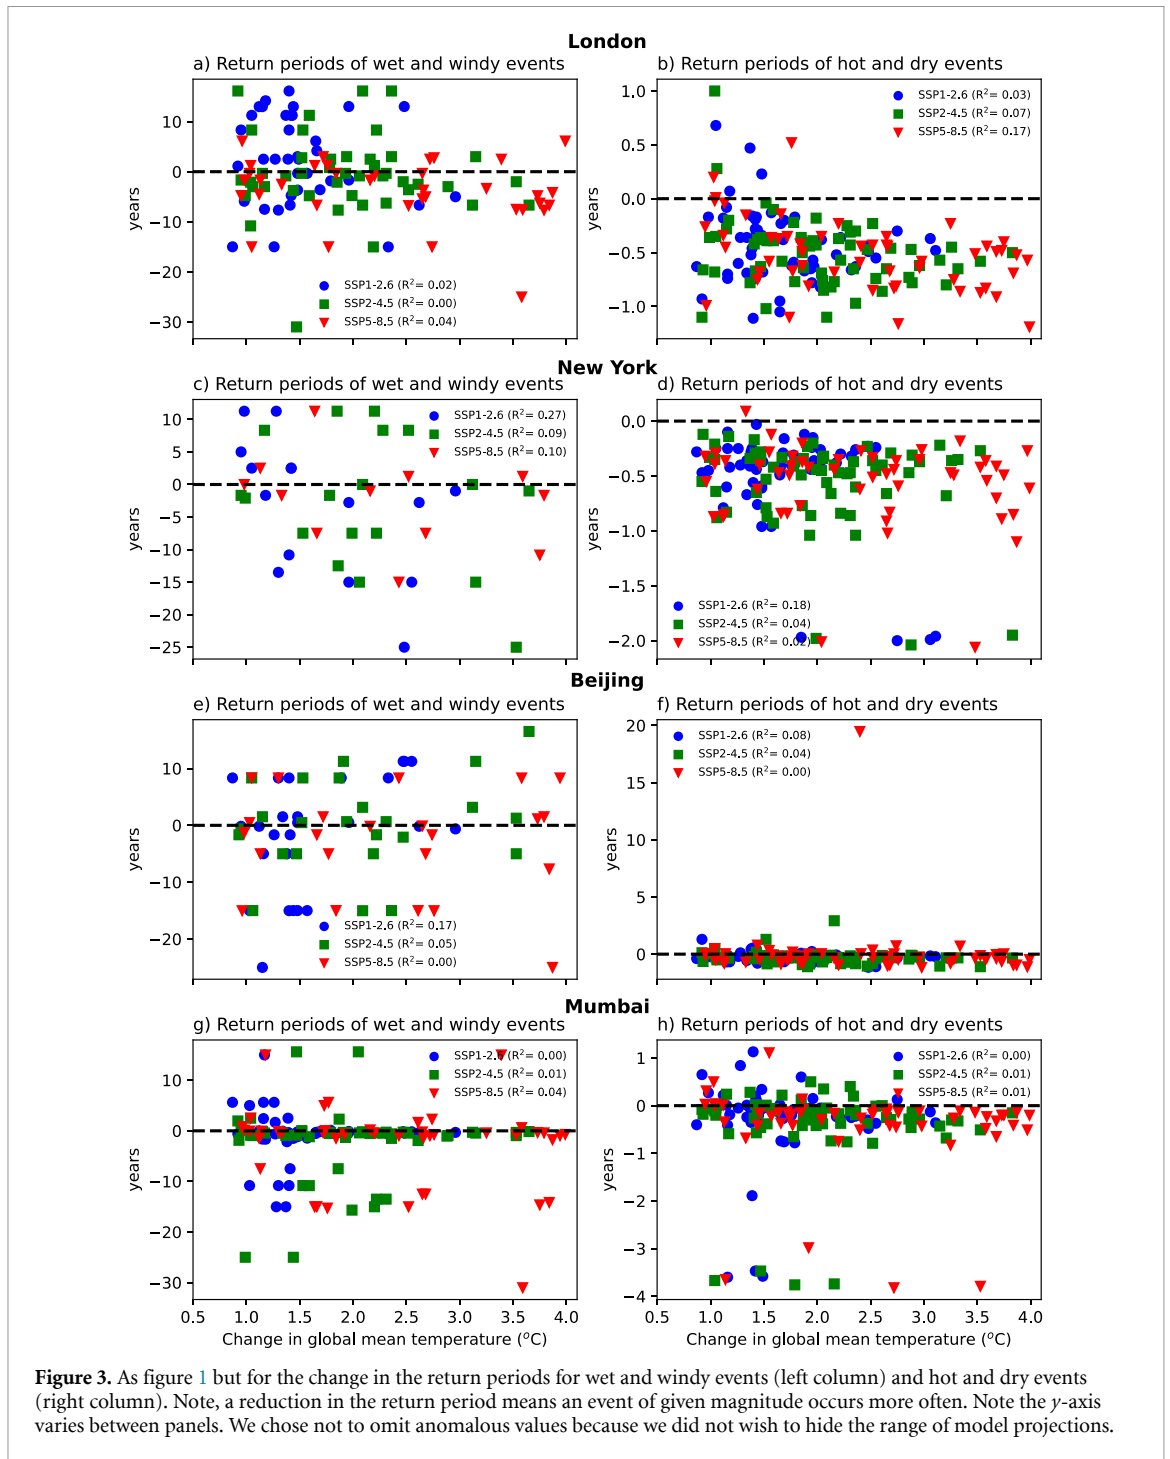 London
a) Return periods of wet and windy events
b) Return periods of hot and dry events
years
10
0
−10
−20
−30
SSP1-2.6 (R²= 0.02)
SSP2-4.5 (R²= 0.00)
SSP5-8.5 (R²= 0.04)
years
1.0
0.5
0.0
−0.5
−1.0
SSP1-2.6 (R²= 0.03)
SSP2-4.5 (R²= 0.07)
SSP5-8.5 (R²= 0.17)
New York
c) Return periods of wet and windy events
d) Return periods of hot and dry events
years
10
5
0
−5
−10
−15
−20
−25
SSP1-2.6 (R²= 0.27)
SSP2-4.5 (R²= 0.09)
SSP5-8.5 (R²= 0.10)
years
0.0
−0.5
−1.0
−1.5
−2.0
SSP1-2.6 (R²= 0.18)
SSP2-4.5 (R²= 0.04)
SSP5-8.5 (R²= 0.02)
Beijing
e) Return periods of wet and windy events
f) Return periods of hot and dry events
years
10
0
−10
−20
SSP1-2.6 (R²= 0.17)
SSP2-4.5 (R²= 0.05)
SSP5-8.5 (R²= 0.00)
years
20
15
10
5
0
SSP1-2.6 (R²= 0.08)
SSP2-4.5 (R²= 0.04)
SSP5-8.5 (R²= 0.00)
Mumbai
g) Return periods of wet and windy events
h) Return periods of hot and dry events
years
10
0
−10
−20
−30
SSP1-2.6 (R²= 0.00)
SSP2-4.5 (R²= 0.01)
SSP5-8.5 (R²= 0.04)
0.5 1.0 1.5 2.0 2.5 3.0 3.5 4.0
Change in global mean temperature (°C)
years
1
0
−1
−2
−3
−4
SSP1-2.6 (R²= 0.00)
SSP2-4.5 (R²= 0.01)
SSP5-8.5 (R²= 0.01)
0.5 1.0 1.5 2.0 2.5 3.0 3.5 4.0
Change in global mean temperature (°C)
Figure 3. As figure 1 but for the change in the return periods for wet and windy events (left column) and hot and dry events
(right column). Note, a reduction in the return period means an event of given magnitude occurs more often. Note the y-axis
varies between panels. We chose not to omit anomalous values because we did not wish to hide the range of model projections.